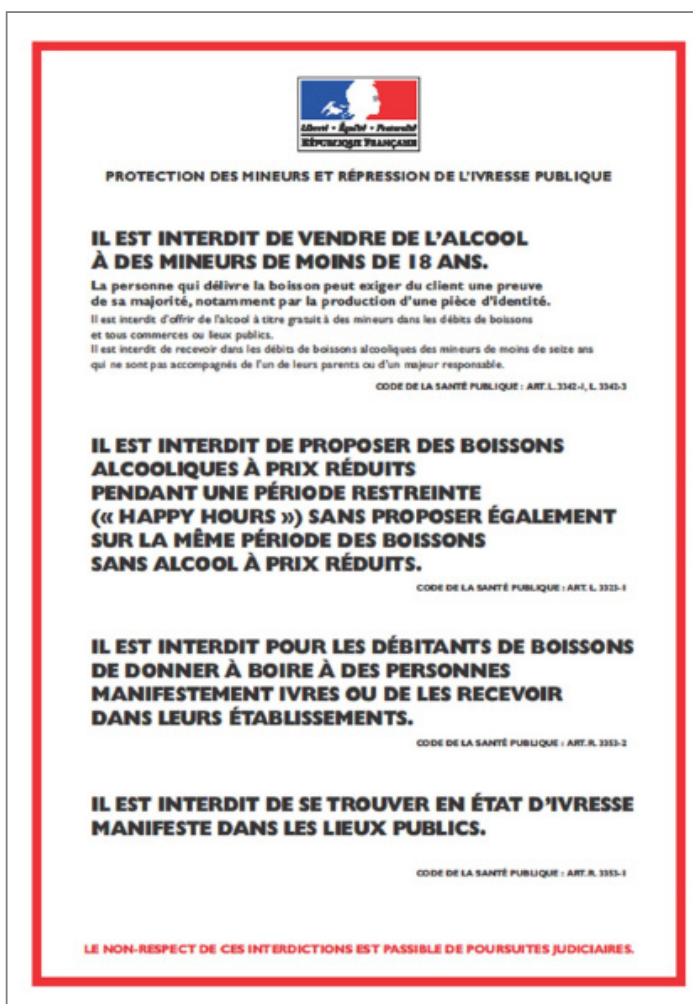 Liberté • Égalité • Fraternité
RÉPUBLIQUE FRANÇAISE
PROTECTION DES MINEURS ET RÉPRESSION DE L'IVRESSE PUBLIQUE
IL EST INTERDIT DE VENDRE DE L'ALCOOL
À DES MINEURS DE MOINS DE 18 ANS.
La personne qui délivre la boisson peut exiger du client une preuve
de sa majorité, notamment par la production d'une pièce d'identité.
Il est interdit d'offrir de l'alcool à titre gratuit à des mineurs dans les débits de boissons
et tous commerces ou lieux publics.
Il est interdit de recevoir dans les débits de boissons alcooliques des mineurs de moins de seize ans
qui ne sont pas accompagnés de l'un de leurs parents ou d'un majeur responsable.
CODE DE LA SANTÉ PUBLIQUE : ART. L. 3342-1, L. 3342-3
IL EST INTERDIT DE PROPOSER DES BOISSONS
ALCOOLIQUES À PRIX RÉDUITS
PENDANT UNE PÉRIODE RESTREINTE
(« HAPPY HOURS ») SANS PROPOSER ÉGALEMENT
SUR LA MÊME PÉRIODE DES BOISSONS
SANS ALCOOL À PRIX RÉDUITS.
CODE DE LA SANTÉ PUBLIQUE : ART. L. 3323-1
IL EST INTERDIT POUR LES DÉBITANTS DE BOISSONS
DE DONNER À BOIRE À DES PERSONNES
MANIFESTEMENT IVRES OU DE LES RECEVOIR
DANS LEURS ÉTABLISSEMENTS.
CODE DE LA SANTÉ PUBLIQUE : ART. R. 3353-2
IL EST INTERDIT DE SE TROUVER EN ÉTAT D'IVRESSE
MANIFESTE DANS LES LIEUX PUBLICS.
CODE DE LA SANTÉ PUBLIQUE : ART. R. 3353-1
LE NON-RESPECT DE CES INTERDICTIONS EST PASSIBLE DE POURSUITES JUDICIAIRES.